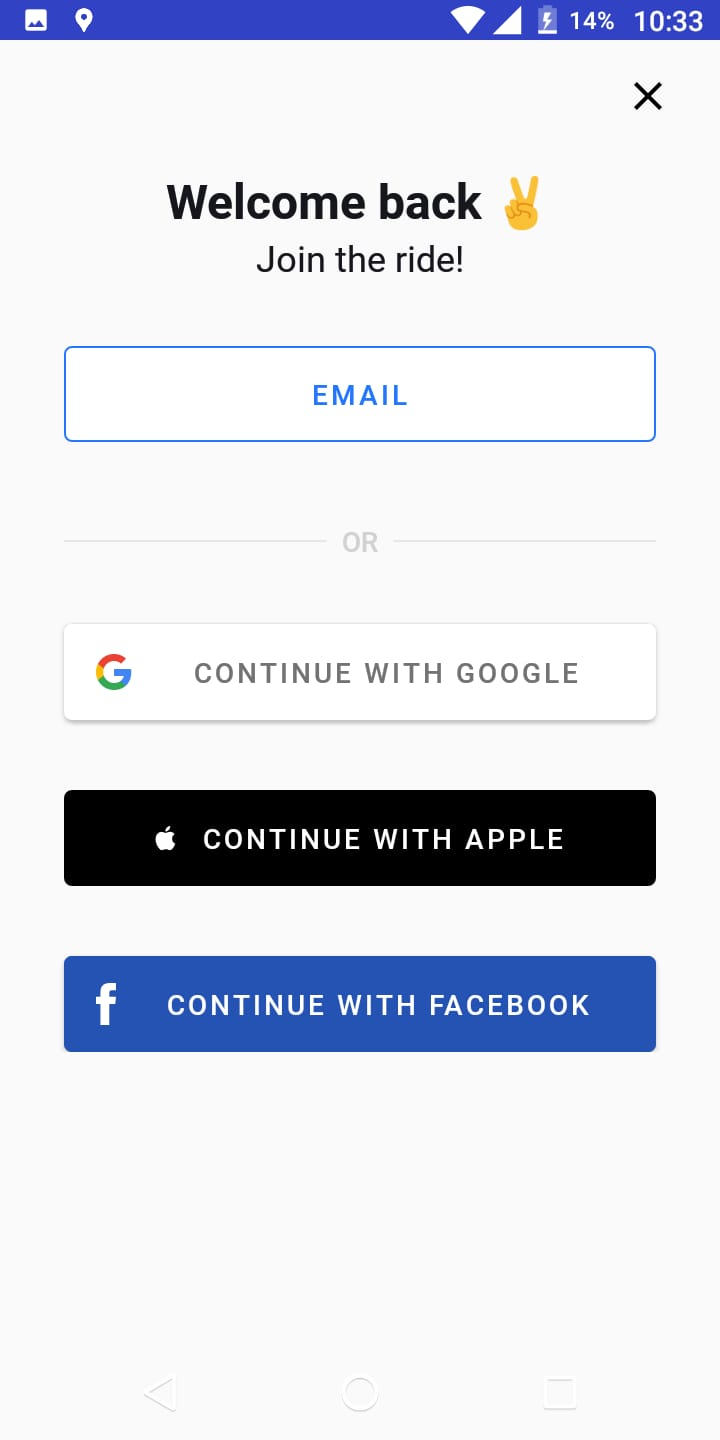 14% 10:33
Welcome back ✌
Join the ride!
EMAIL
OR
CONTINUE WITH GOOGLE
CONTINUE WITH APPLE
CONTINUE WITH FACEBOOK